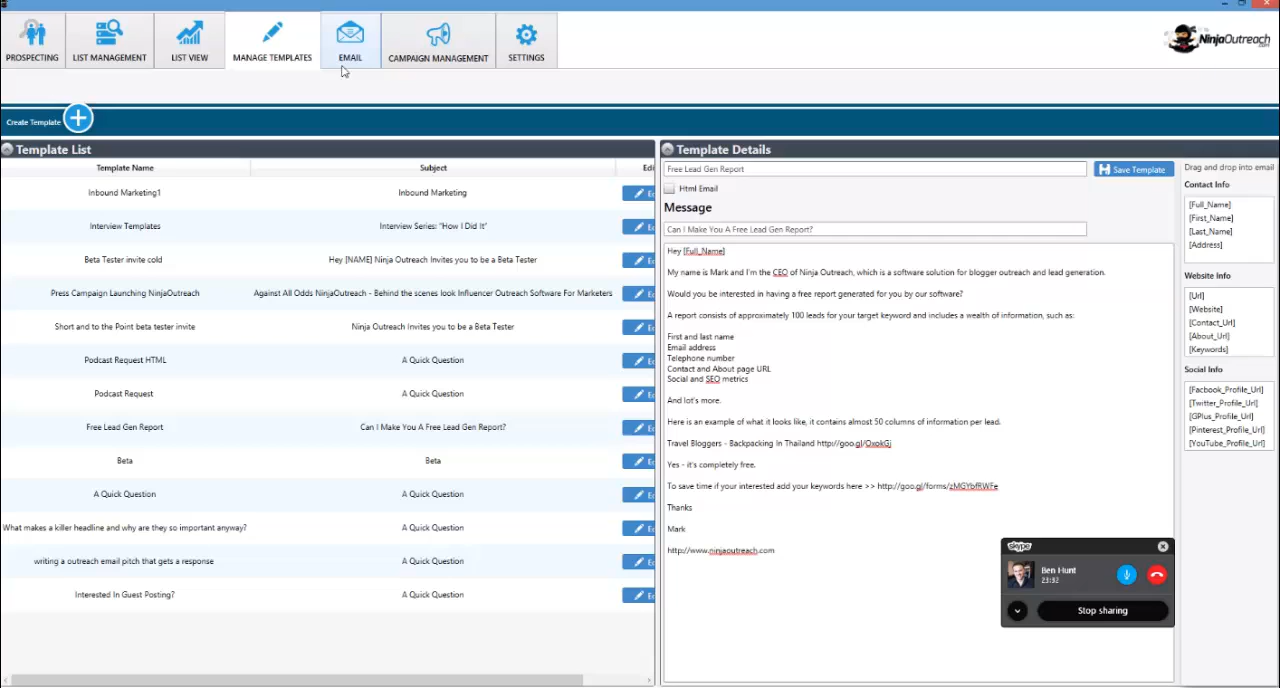 PROSPECTING
LIST MANAGEMENT
LIST VIEW
MANAGE TEMPLATES
EMAIL
CAMPAIGN MANAGEMENT
SETTINGS
NinjaOutreach
Create Template
Template List
Template Name Subject
Inbound Marketing1 Inbound Marketing
Interview Templates Interview Series: "How I Did It"
Beta Tester invite cold Hey [NAME] Ninja Outreach Invites you to be a Beta Tester
Press Campaign Launching NinjaOutreach Against All Odds NinjaOutreach - Behind the scenes look Influencer Outreach Software For Marketers
Short and to the Point beta tester invite Ninja Outreach Invites you to be a Beta Tester
Podcast Request HTML A Quick Question
Podcast Request A Quick Question
Free Lead Gen Report Can I Make You A Free Lead Gen Report?
Beta Beta
A Quick Question A Quick Question
What makes a killer headline and why are they so important anyway? A Quick Question
writing a outreach email pitch that gets a response A Quick Question
Interested In Guest Posting? A Quick Question
Template Details
Free Lead Gen Report
Save Template
Html Email
Message
Can I Make You A Free Lead Gen Report?
Hey [Full_Name]
My name is Mark and I'm the CEO of Ninja Outreach, which is a software solution for blogger outreach and lead generation.
Would you be interested in having a free report generated for you by our software?
A report consists of approximately 100 leads for your target keyword and includes a wealth of information, such as:
First and last name
Email address
Telephone number
Contact and About page URL
Social and SEO metrics
And lot's more.
Here is an example of what it looks like, it contains almost 50 columns of information per lead.
Travel Bloggers - Backpacking In Thailand http://goo.gl/OxokGj
Yes - it's completely free.
To save time if your interested add your keywords here >> http://goo.gl/forms/zMGYbfRWFe
Thanks
Mark
http://www.ninjaoutreach.com
Drag and drop into email
Contact Info
[Full_Name]
[First_Name]
[Last_Name]
[Address]
Website Info
[Url]
[Website]
[Contact_Url]
[About_Url]
[Keywords]
Social Info
[Facbook_Profile_Url]
[Twitter_Profile_Url]
[GPlus_Profile_Url]
[Pinterest_Profile_Url]
[YouTube_Profile_Url]
skype
Ben Hunt
23:32
Stop sharing